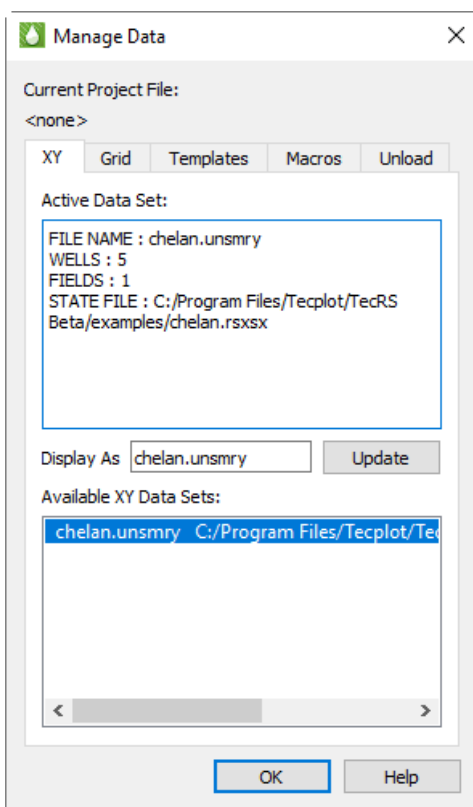 Manage Data
Current Project File:
<none>
XY Grid Templates Macros Unload
Active Data Set:
FILE NAME : chelan.unsmry
WELLS : 5
FIELDS : 1
STATE FILE : C:/Program Files/Tecplot/TecRS
Beta/examples/chelan.rsxsx
Display As chelan.unsmry Update
Available XY Data Sets:
chelan.unsmry C:/Program Files/Tecplot/Tec
OK Help